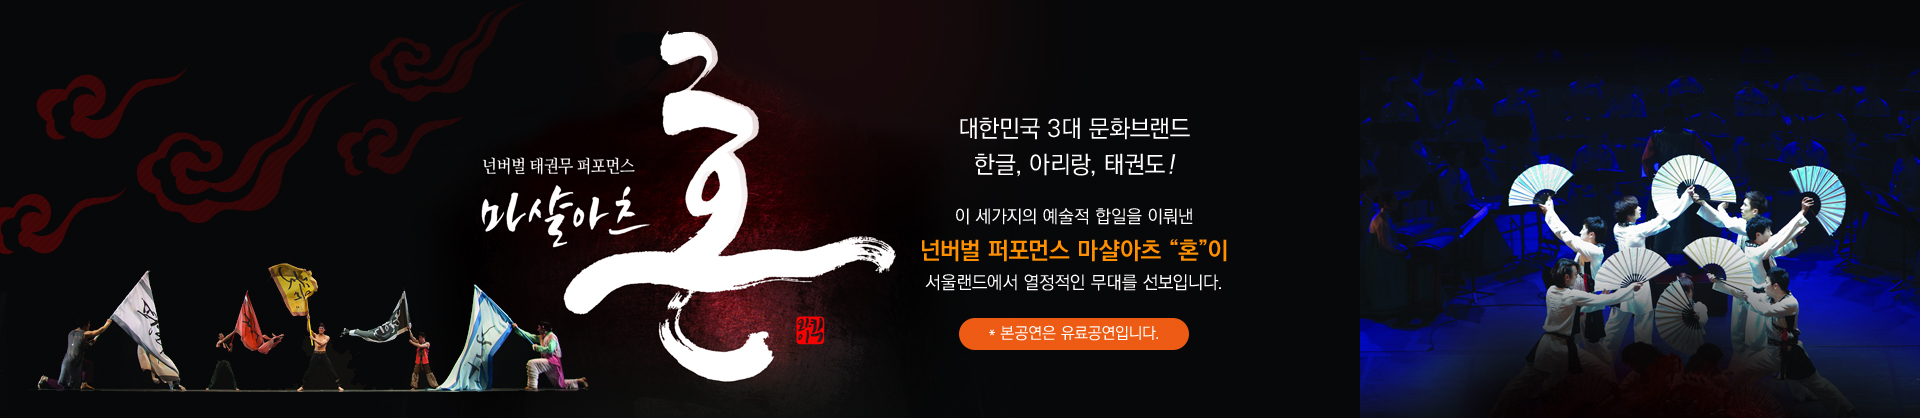 넌버벌 태권무 퍼포먼스
마샬아츠
혼
대한민국 3대 문화브랜드
한글, 아리랑, 태권도!
이 세가지의 예술적 합일을 이뤄낸
넌버벌 퍼포먼스 마샬아츠 “혼”이
서울랜드에서 열정적인 무대를 선보입니다.
* 본공연은 유료공연입니다.